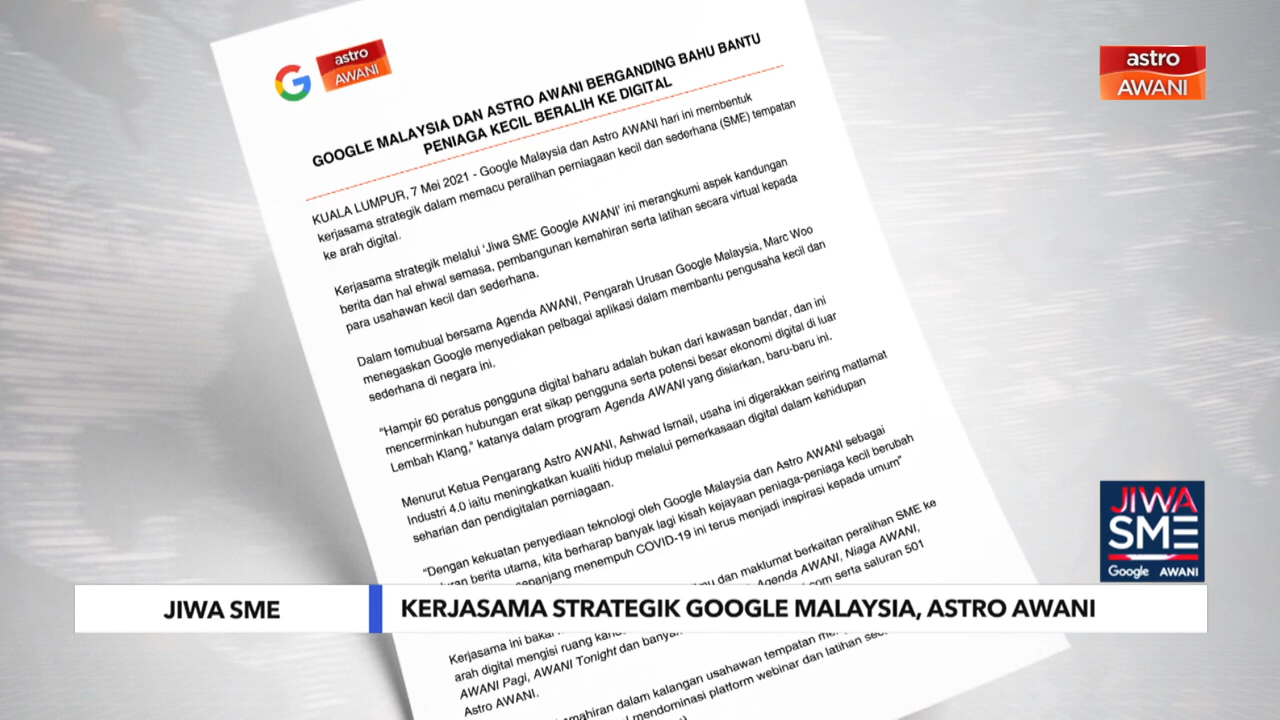 astro
AWANI
GOOGLE MALAYSIA DAN ASTRO AWANI BERGANDING BAHU BANTU
PENIAGA KECIL BERALIH KE DIGITAL
KUALA LUMPUR, 7 Mei 2021 - Google Malaysia dan Astro AWANI hari ini membentuk
kerjasama strategik dalam memacu peralihan perniagaan kecil dan sederhana (SME) tempatan
ke arah digital.
Kerjasama strategik melalui ‘Jiwa SME Google AWANI’ ini merangkumi aspek kandungan
berita dan hal ehwal semasa, pembangunan kemahiran serta latihan secara virtual kepada
para usahawan kecil dan sederhana.
Dalam temubual bersama Agenda AWANI, Pengarah Urusan Google Malaysia, Marc Woo
menegaskan Google menyediakan pelbagai aplikasi dalam membantu pengusaha kecil dan
sederhana di negara ini.
“Hampir 60 peratus pengguna digital baharu adalah bukan dari kawasan bandar, dan ini
mencerminkan hubungan erat sikap pengguna serta potensi besar ekonomi digital di luar
Lembah Klang,” katanya dalam program Agenda AWANI yang disiarkan, baru-baru ini.
Menurut Ketua Pengarang Astro AWANI, Ashwad Ismail, usaha ini digerakkan seiring matlamat
Industri 4.0 iaitu meningkatkan kualiti hidup melalui pemerkasaan digital dalam kehidupan
seharian dan pendigitalan perniagaan.
“Dengan kekuatan penyediaan teknologi oleh Google Malaysia dan Astro AWANI sebagai
berita utama, kita berharap banyak lagi kisah kejayaan peniaga-peniaga kecil berubah
sepanjang menempuh COVID-19 ini terus menjadi inspirasi kepada umum”
Kerjasama ini bakal dan maklumat berkaitan peralihan SME ke
arah digital mengisi ruang Agenda AWANI, Niaga AWANI,
AWANI Pagi, AWANI Tonight dan serta saluran 501
Astro AWANI.
dalam kalangan usahawan tempatan
mendominasi platform webinar dan latihan
astro
AWANI
JIWA
SME
Google AWANI
JIWA SME
KERJASAMA STRATEGIK GOOGLE MALAYSIA, ASTRO AWANI